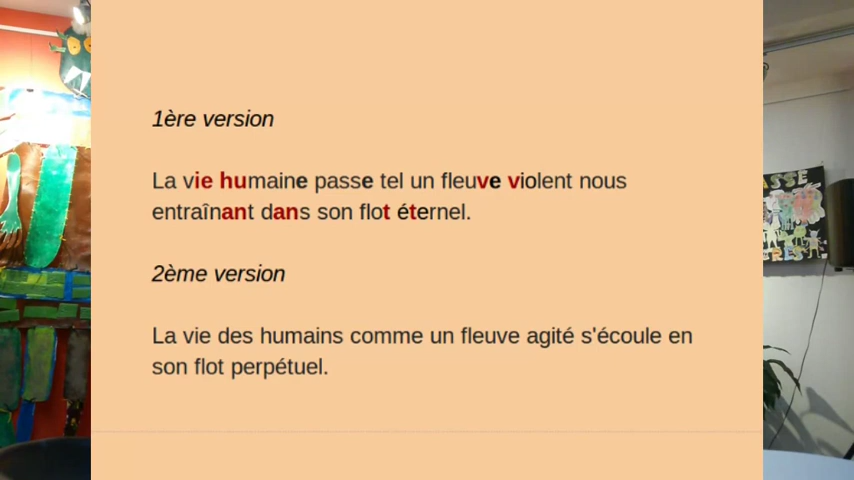 1ère version
La vie humaine passe tel un fleuve violent nous
entraînant dans son flot éternel.
2ème version
La vie des humains comme un fleuve agité s'écoule en
son flot perpétuel.
ASSE